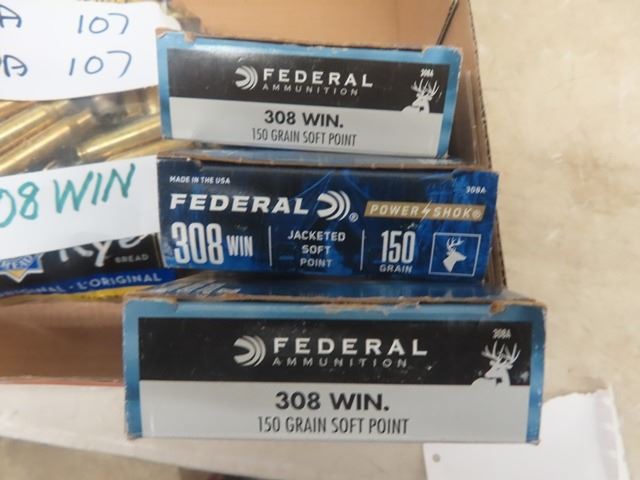 A 107
A 107
08 WIN
Rye
BREAD
L'ORIGINAL
FEDERAL
AMMUNITION
308A
308 WIN.
150 GRAIN SOFT POINT
MADE IN THE USA
308A
FEDERAL® POWER SHOK®
308 WIN
JACKETED
SOFT
POINT
150
GRAIN
FEDERAL
AMMUNITION
308A
308 WIN.
150 GRAIN SOFT POINT